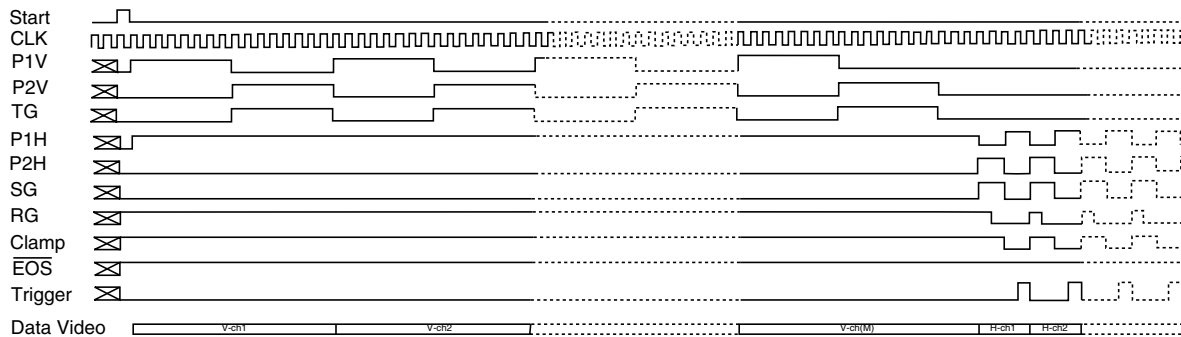 Start
CLK
P1V
P2V
TG
P1H
P2H
SG
RG
Clamp
EOS
Trigger
Data Video V-ch1 V-ch2 V-ch(M) H-ch1 H-ch2